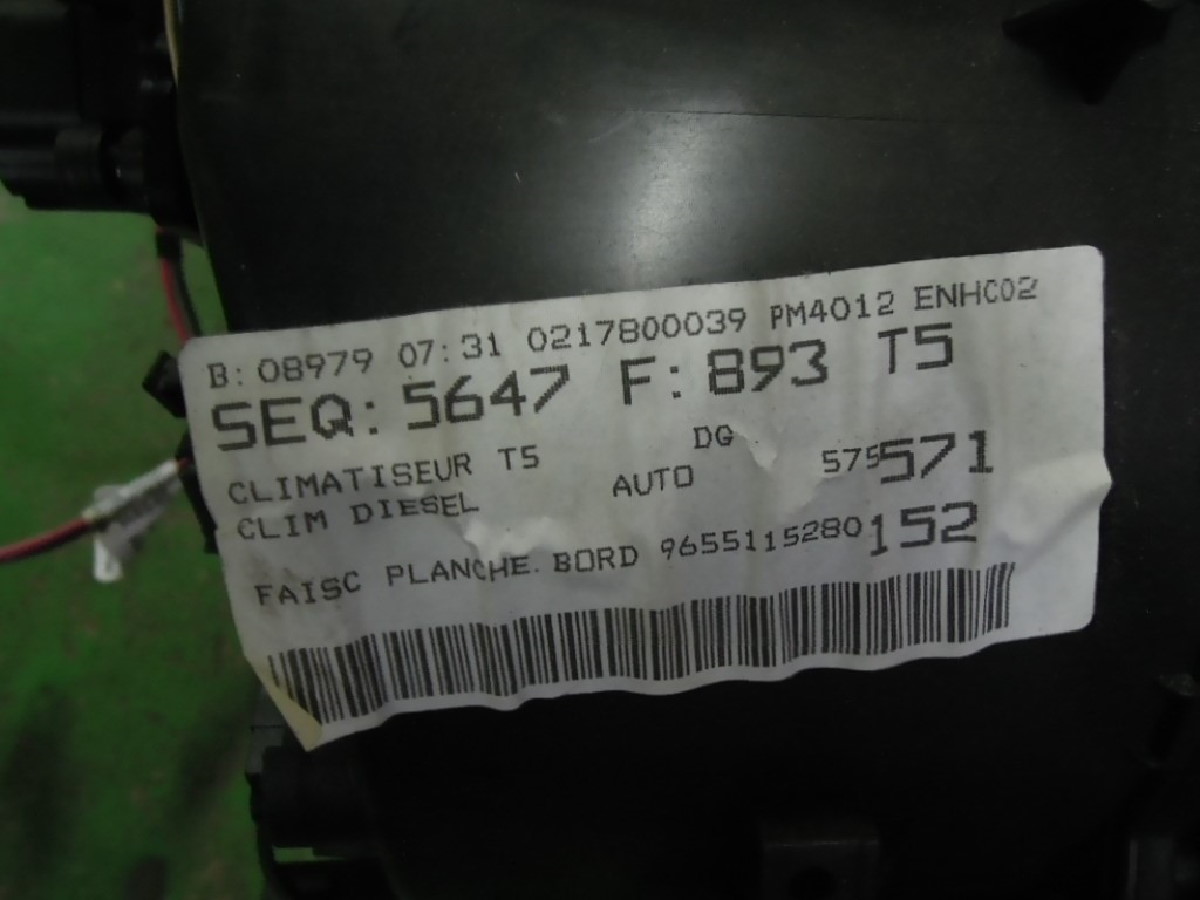 B: 08979 07:31 0217800039 PM4012 ENHC02
SEQ: 5647 F: 893 T5
CLIMATISEUR T5 DG
CLIM DIESEL AUTO 575571
FAISC PLANCHE. BORD 9655115280152